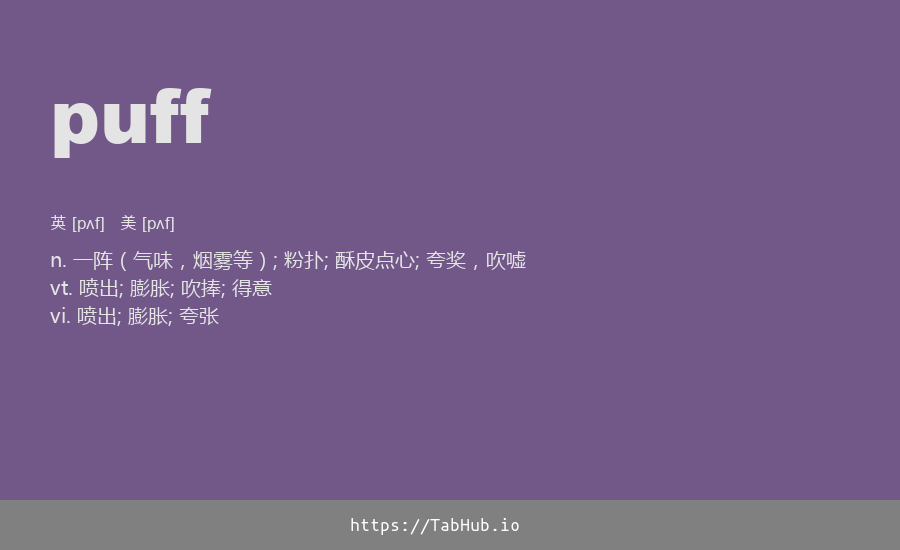 puff
英 [pʌf]   美 [pʌf]
n. 一阵（气味，烟雾等）; 粉扑; 酥皮点心; 夸奖，吹嘘
vt. 喷出; 膨胀; 吹捧; 得意
vi. 喷出; 膨胀; 夸张
https://TabHub.io